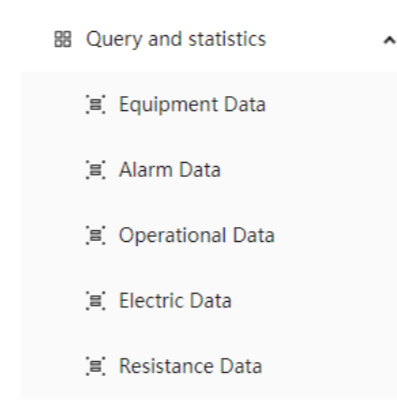 Query and statistics
Equipment Data
Alarm Data
Operational Data
Electric Data
Resistance Data